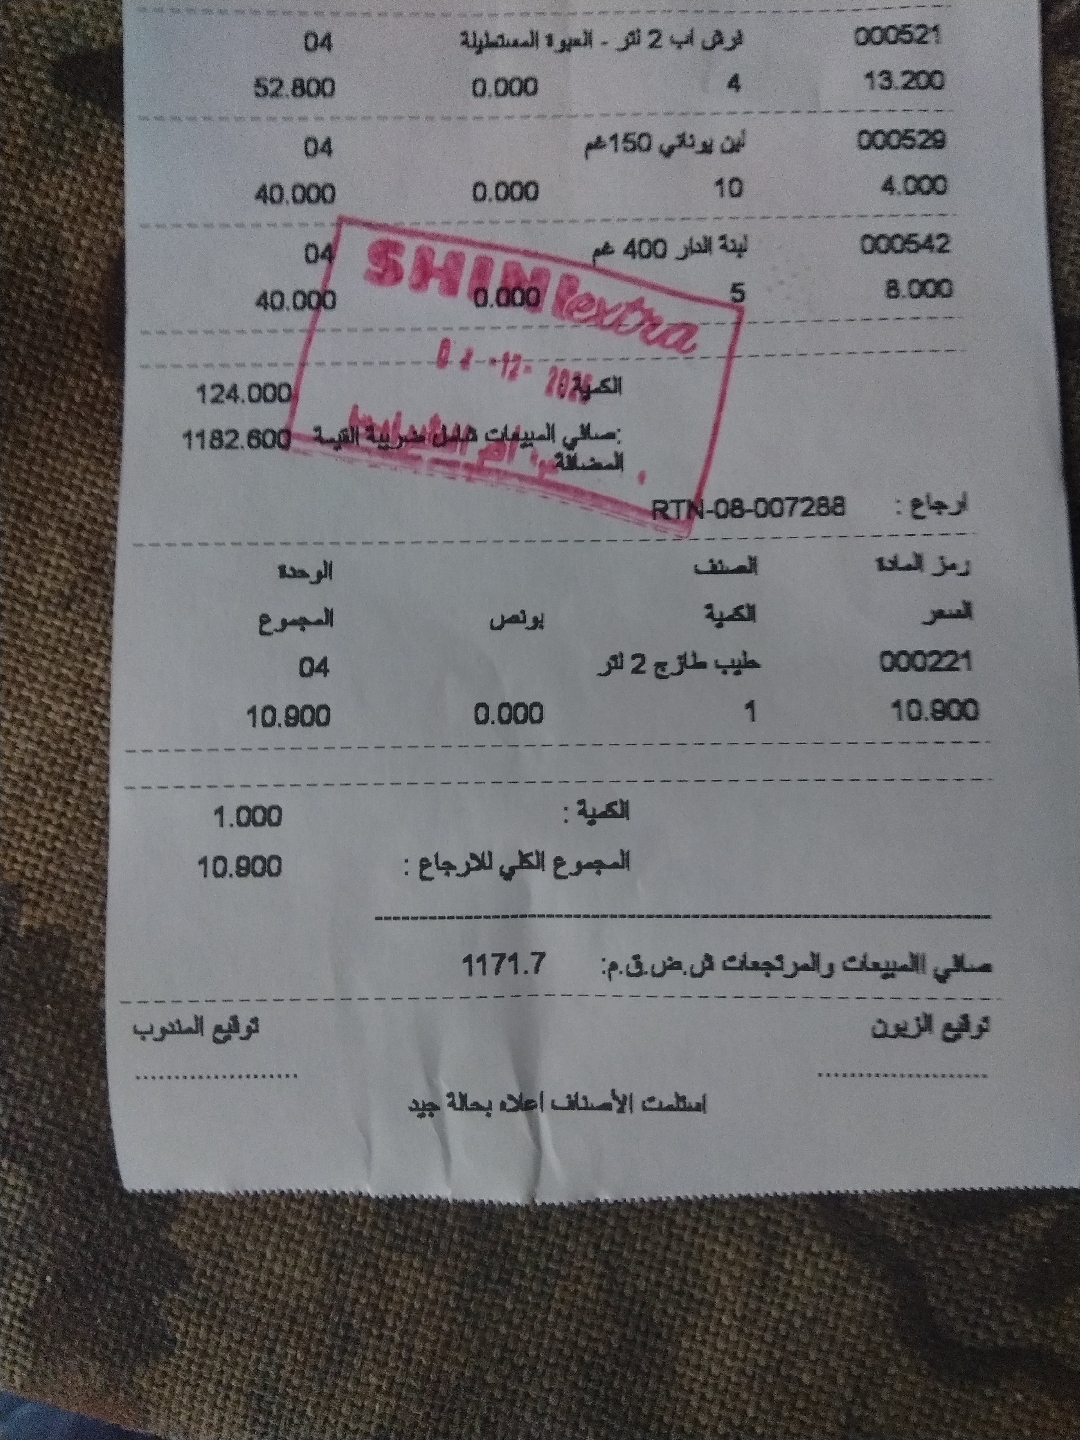 000521 فرش اب 2 لتر - العبوة المستطيلة 04
13.200 4 0.000 52.800
000529 لبن يوناني 150غم 04
4.000 10 0.000 40.000
000542 لبنة الدار 400 غم 04
8.000 5 0.000 40.000
SHINI extra
الكمية: 124.000
صافي المبيعات شامل ضريبة القيمة: 1182.600
المضافة
ارجاع : RTN-08-007288
رمز المادة الصنف الوحدة
السعر الكمية بونص المجموع
000221 حليب طازج 2 لتر 04
10.900 1 0.000 10.900
الكمية : 1.000
المجموع الكلي للارجاع : 10.900
صافي االمبيعات والمرتجعات ش.ض.ق.م: 1171.7
توقيع الزبون توقيع المندوب
استلمت الأصناف اعلاه بحالة جيد